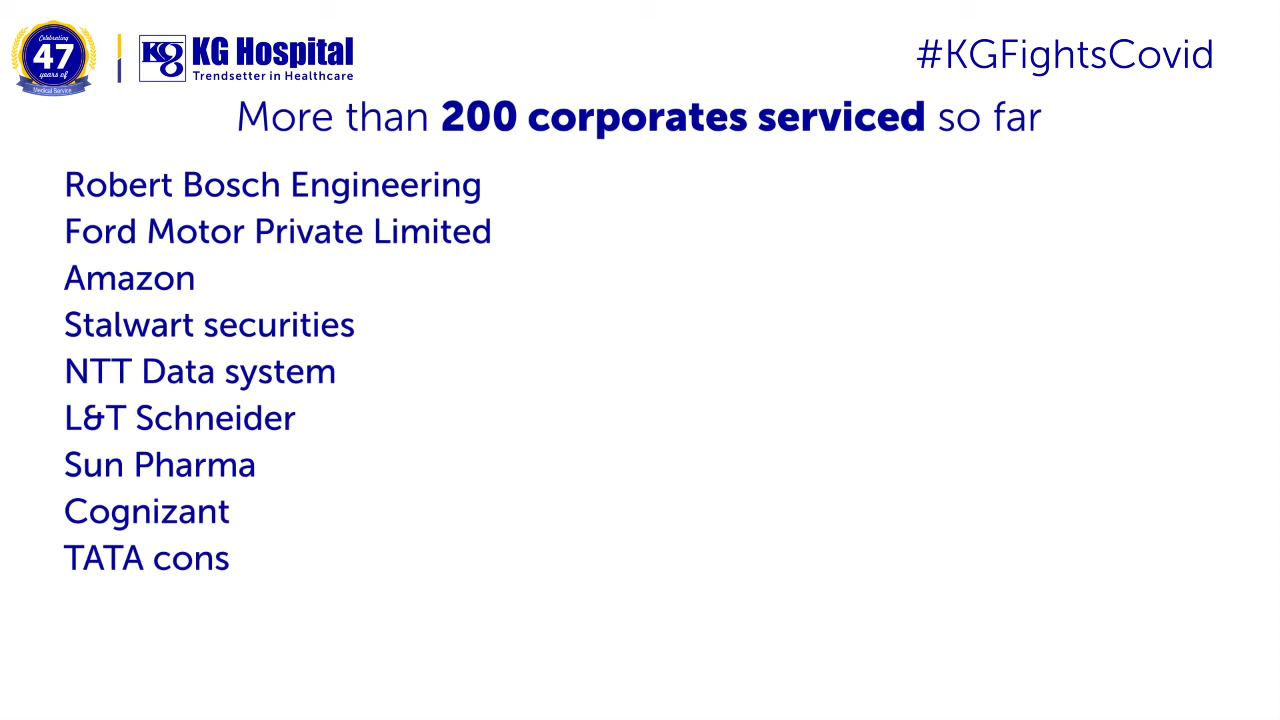 Celebrating
47
years of
Medical Service
KG
KG Hospital
Trendsetter in Healthcare
#KGFightsCovid
More than 200 corporates serviced so far
Robert Bosch Engineering
Ford Motor Private Limited
Amazon
Stalwart securities
NTT Data system
L&T Schneider
Sun Pharma
Cognizant
TATA cons